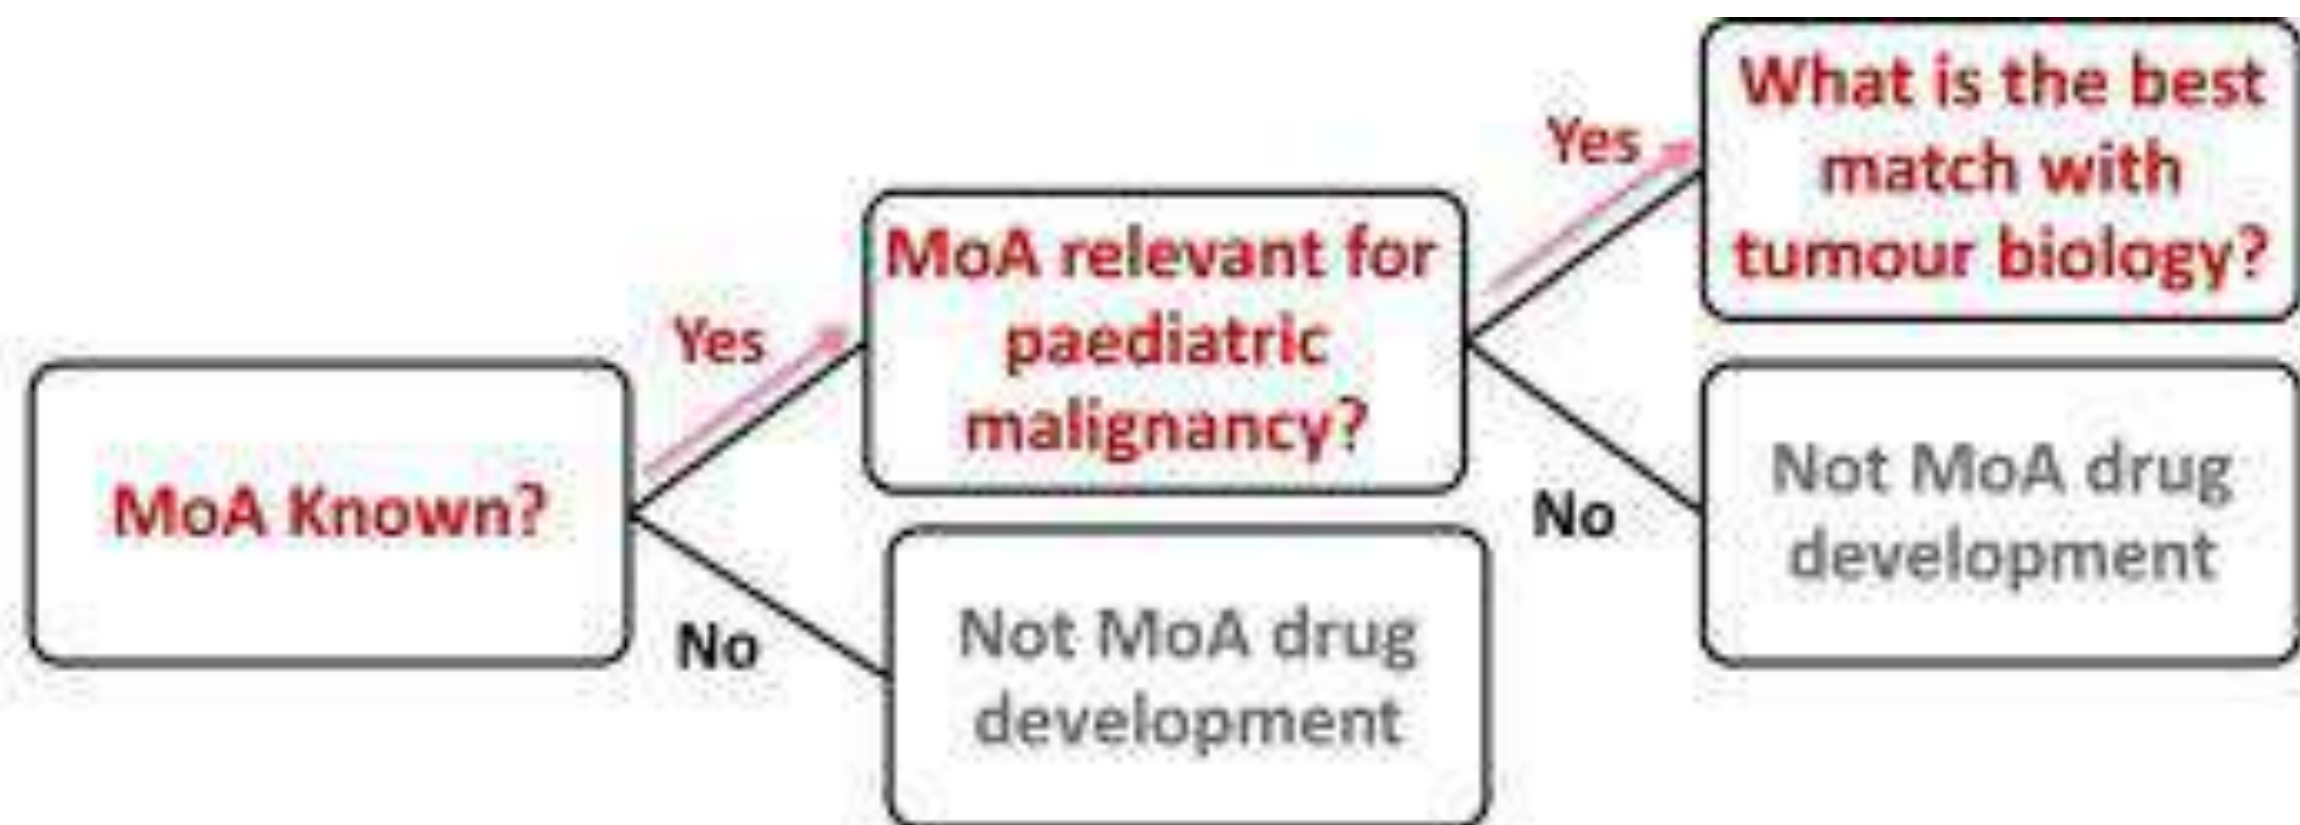 MoA Known?
Yes
No
MoA relevant for
paediatric
malignancy?
Not MoA drug
development
Yes
No
What is the best
match with
tumour biology?
Not MoA drug
development